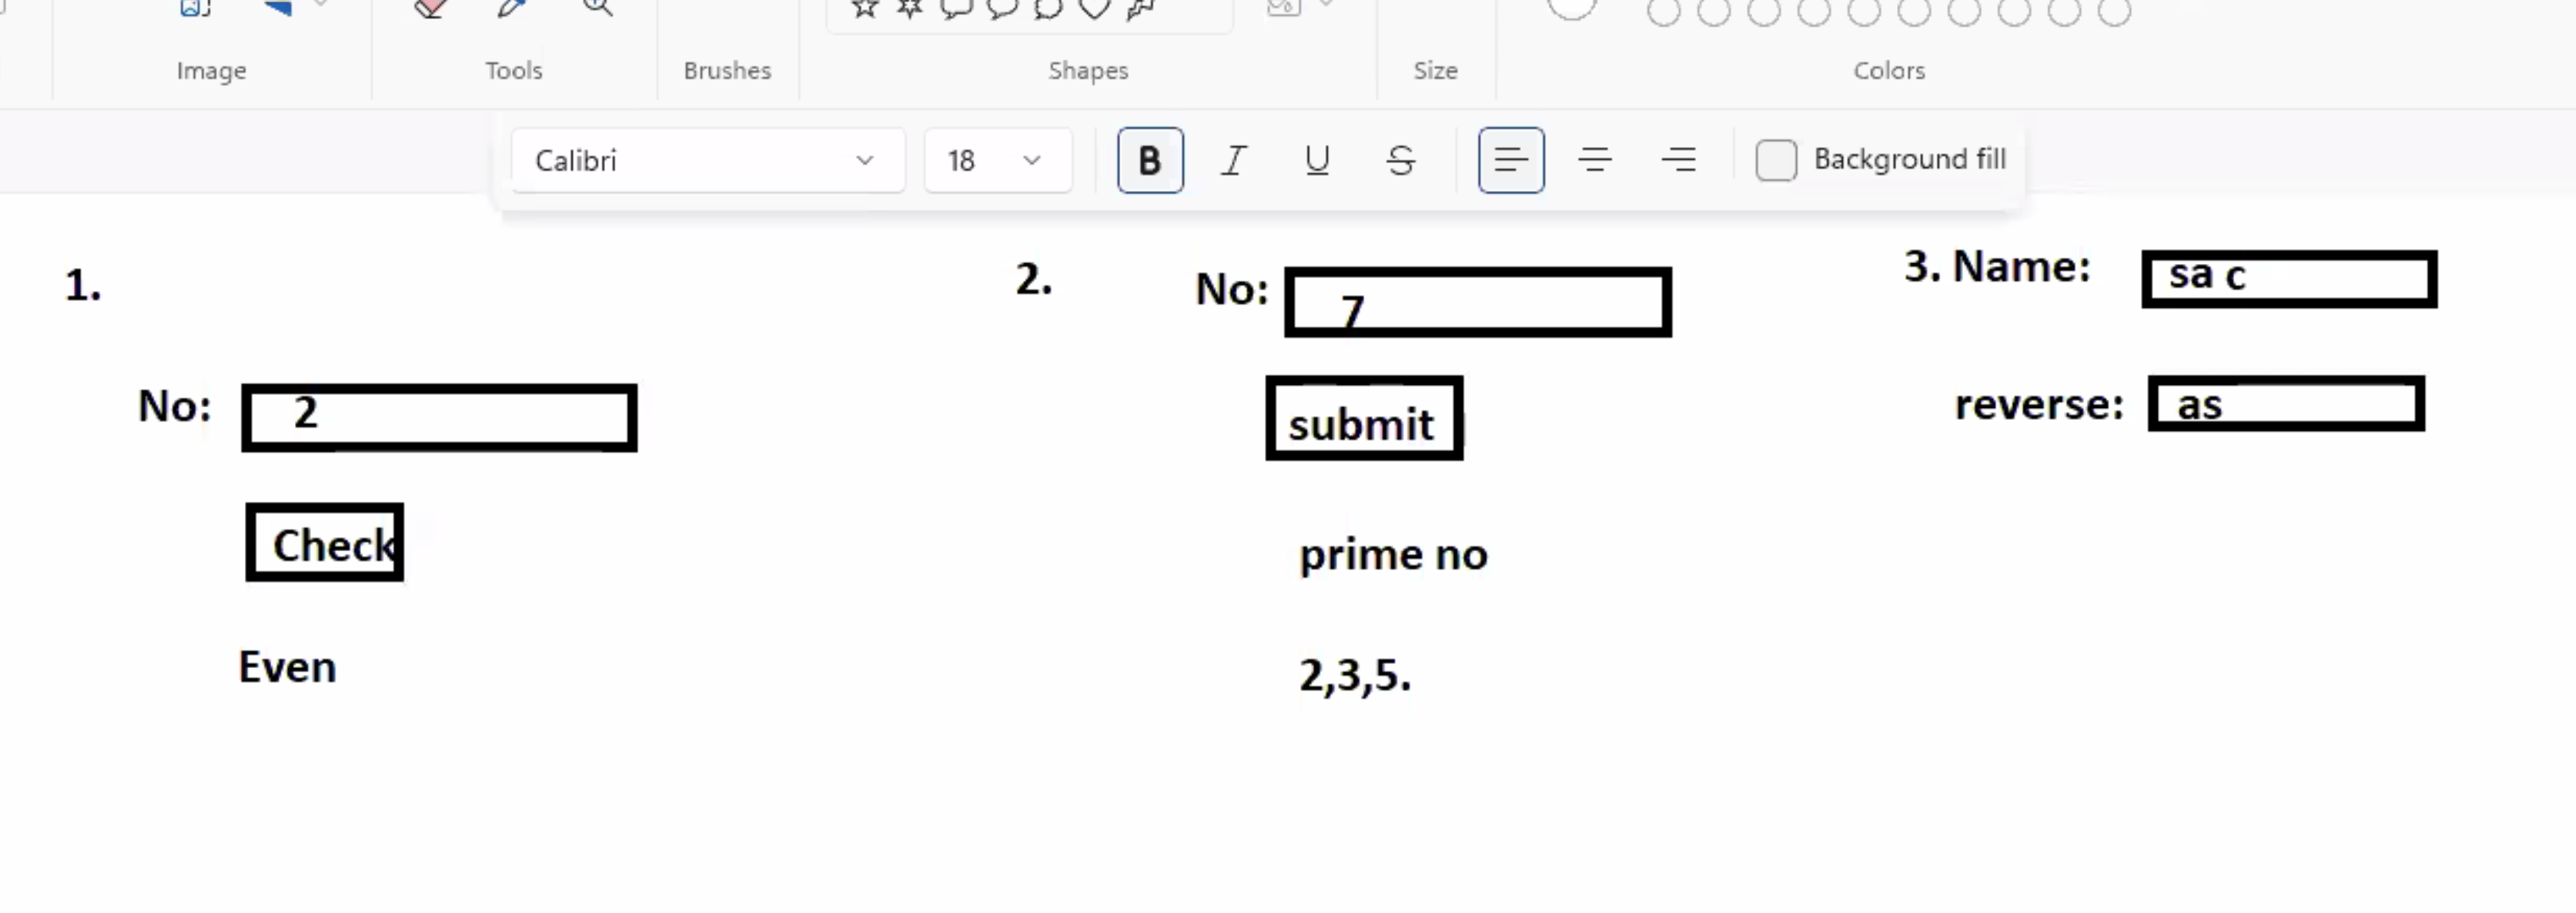 Image Tools Brushes Shapes Size Colors
Calibri 18 B I U S Background fill
1.
No: 2
Check
Even
2. No: 7
submit
prime no
2,3,5.
3. Name: sa c
reverse: as